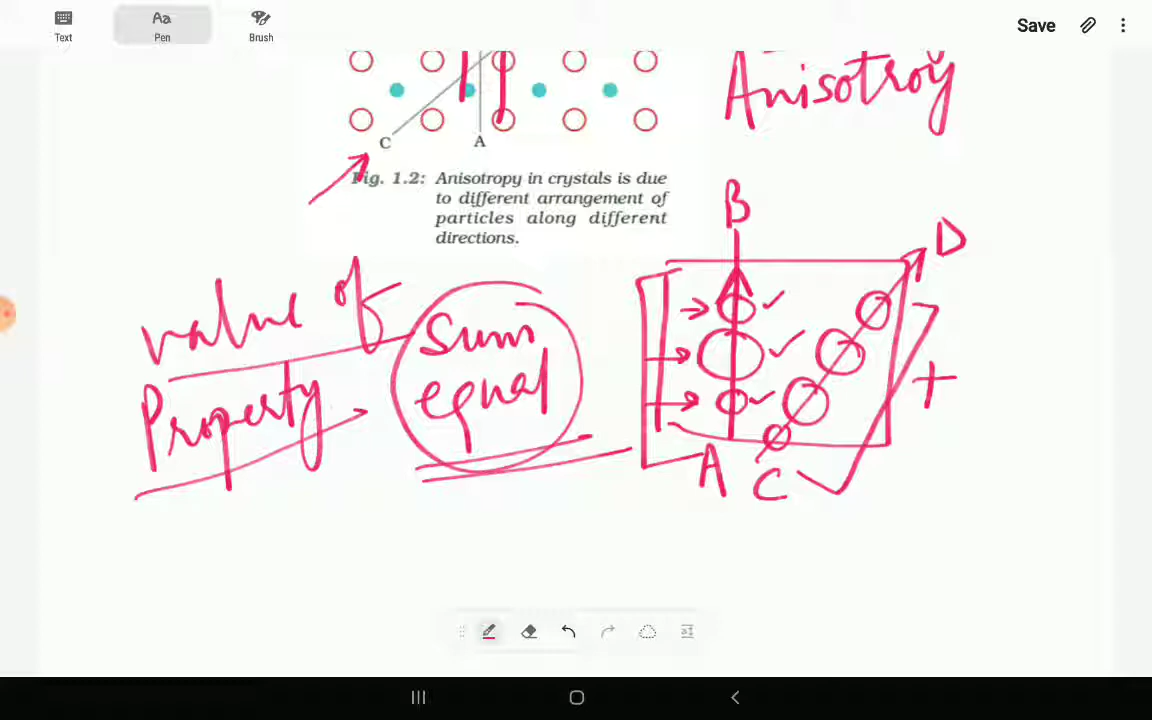 Text
Aa
Pen
Brush
Save
Anisotroy
C
A
Fig. 1.2: Anisotropy in crystals is due
to different arrangement of
particles along different
directions.
B
D
value of
Property
sum
equal
A
C